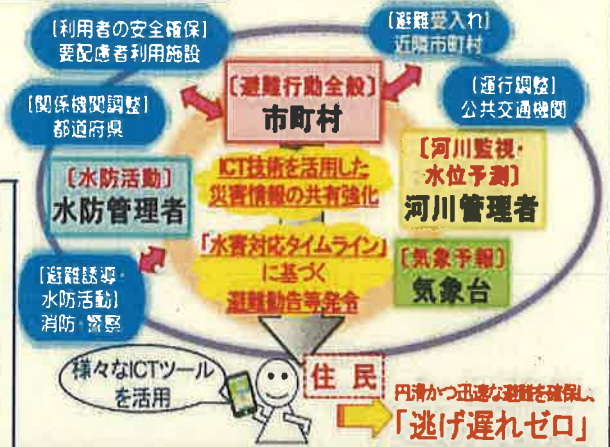 [利用者の安全確保]
要配慮者利用施設
[避難受入れ]
近隣市町村
[関係機関調整]
都道府県
[避難行動全般]
市町村
[運行調整]
公共交通機関
[水防活動]
水防管理者
ICT技術を活用した
災害情報の共有強化
[河川監視・
水位予測]
河川管理者
「水害対応タイムライン」
に基づく
避難勧告等発令
[気象予報]
気象台
[避難誘導・
水防活動]
消防・警察
様々なICTツール
を活用
住 民
円滑かつ迅速な避難を確保し、
「逃げ遅れゼロ」